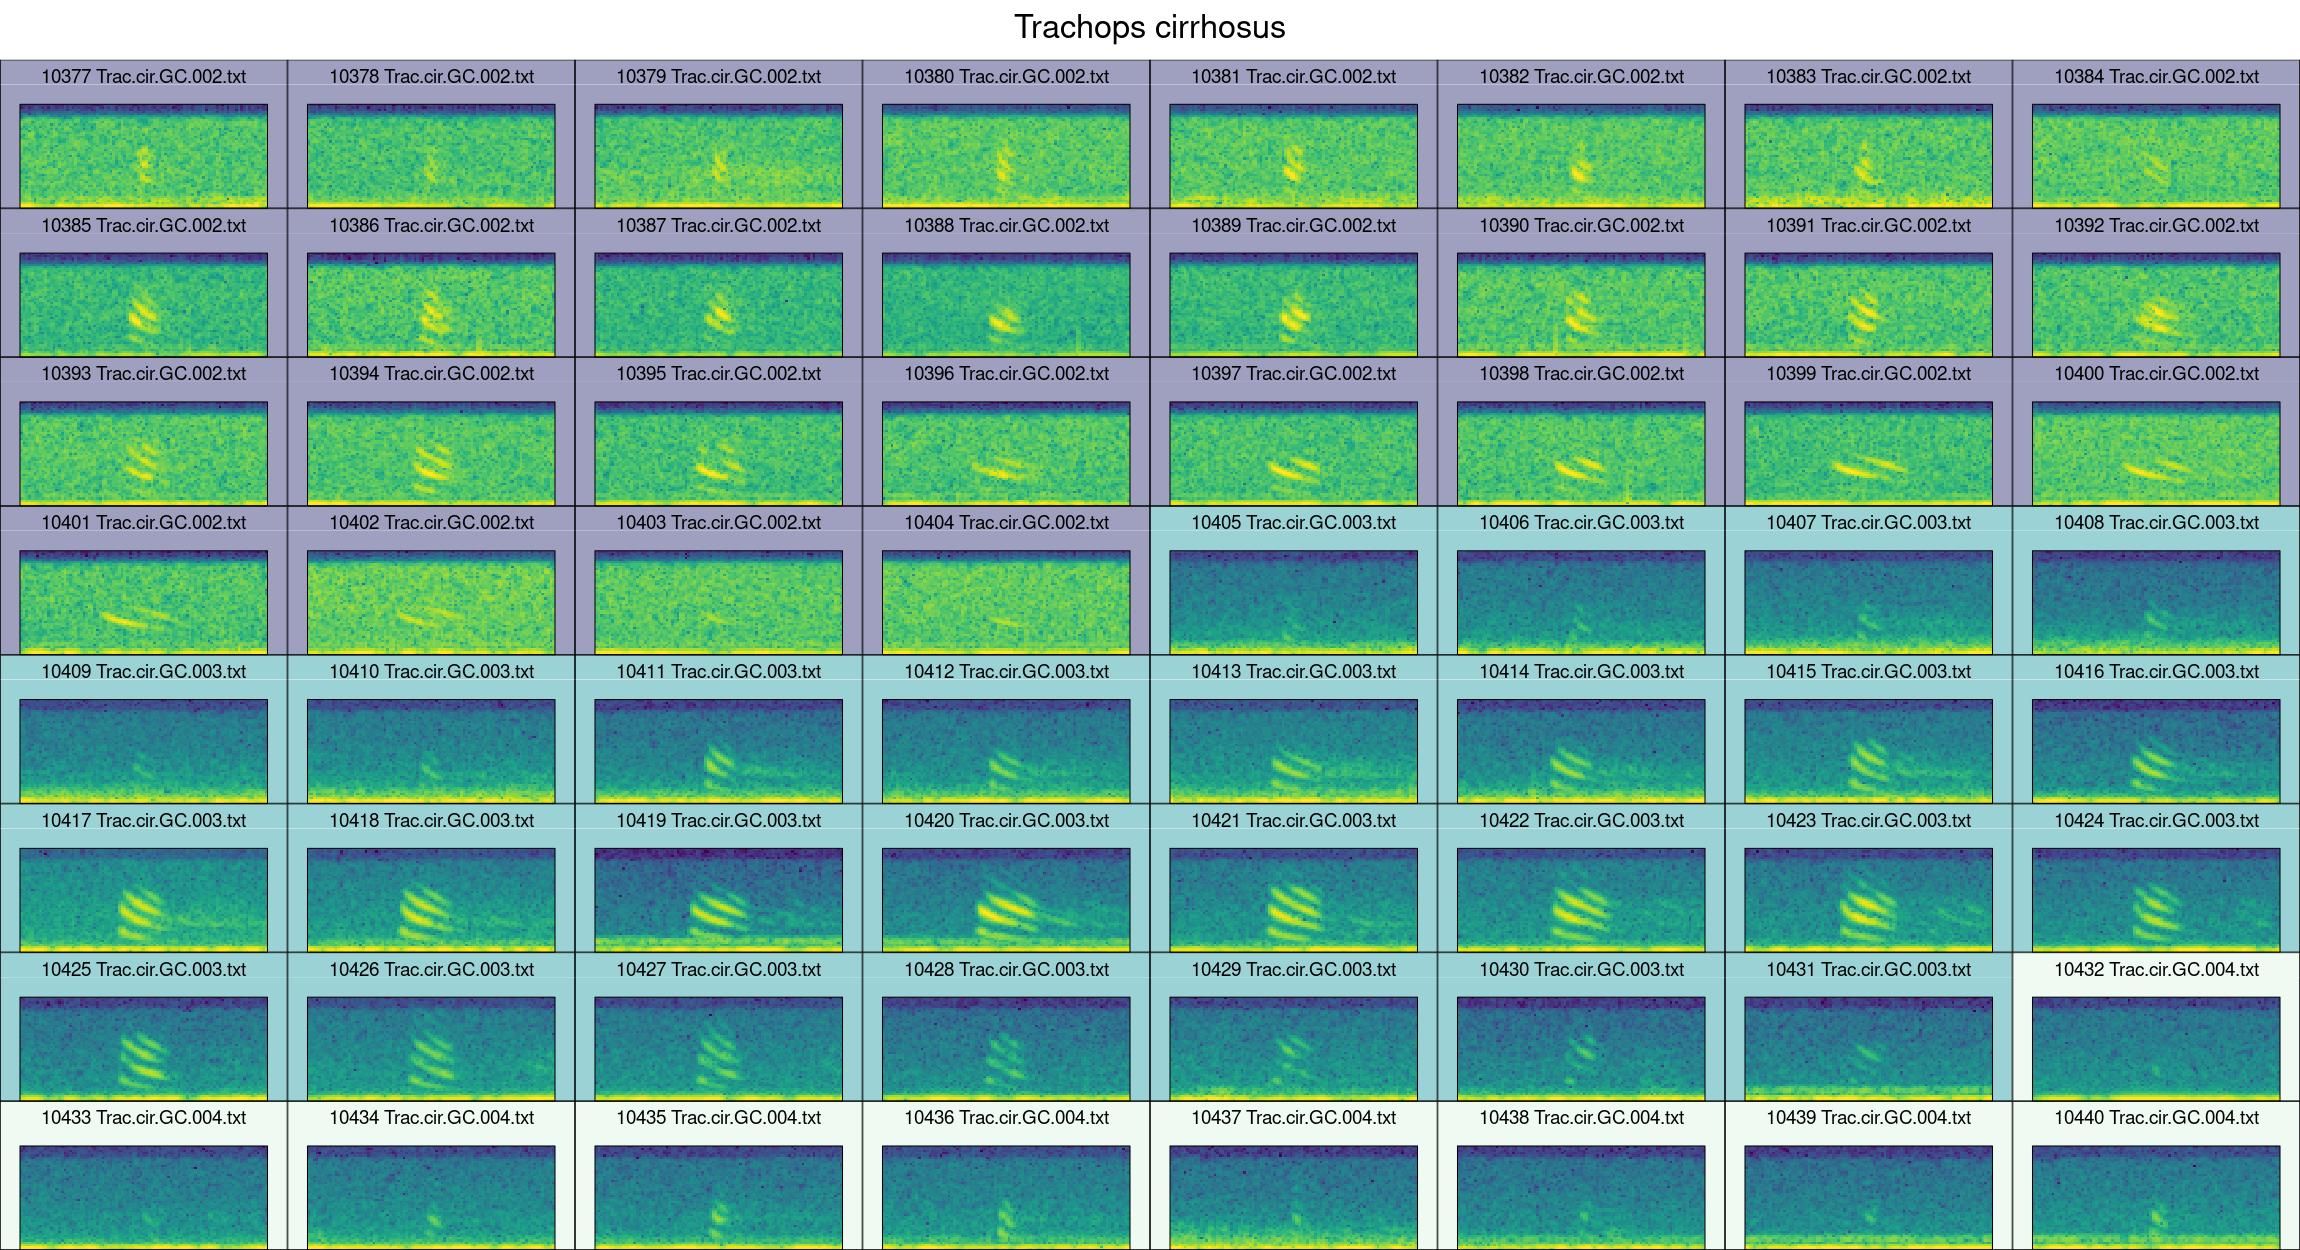 Trachops cirrhosus
10377 Trac.cir.GC.002.txt 10378 Trac.cir.GC.002.txt 10379 Trac.cir.GC.002.txt 10380 Trac.cir.GC.002.txt 10381 Trac.cir.GC.002.txt 10382 Trac.cir.GC.002.txt 10383 Trac.cir.GC.002.txt 10384 Trac.cir.GC.002.txt
10385 Trac.cir.GC.002.txt 10386 Trac.cir.GC.002.txt 10387 Trac.cir.GC.002.txt 10388 Trac.cir.GC.002.txt 10389 Trac.cir.GC.002.txt 10390 Trac.cir.GC.002.txt 10391 Trac.cir.GC.002.txt 10392 Trac.cir.GC.002.txt
10393 Trac.cir.GC.002.txt 10394 Trac.cir.GC.002.txt 10395 Trac.cir.GC.002.txt 10396 Trac.cir.GC.002.txt 10397 Trac.cir.GC.002.txt 10398 Trac.cir.GC.002.txt 10399 Trac.cir.GC.002.txt 10400 Trac.cir.GC.002.txt
10401 Trac.cir.GC.002.txt 10402 Trac.cir.GC.002.txt 10403 Trac.cir.GC.002.txt 10404 Trac.cir.GC.002.txt 10405 Trac.cir.GC.003.txt 10406 Trac.cir.GC.003.txt 10407 Trac.cir.GC.003.txt 10408 Trac.cir.GC.003.txt
10409 Trac.cir.GC.003.txt 10410 Trac.cir.GC.003.txt 10411 Trac.cir.GC.003.txt 10412 Trac.cir.GC.003.txt 10413 Trac.cir.GC.003.txt 10414 Trac.cir.GC.003.txt 10415 Trac.cir.GC.003.txt 10416 Trac.cir.GC.003.txt
10417 Trac.cir.GC.003.txt 10418 Trac.cir.GC.003.txt 10419 Trac.cir.GC.003.txt 10420 Trac.cir.GC.003.txt 10421 Trac.cir.GC.003.txt 10422 Trac.cir.GC.003.txt 10423 Trac.cir.GC.003.txt 10424 Trac.cir.GC.003.txt
10425 Trac.cir.GC.003.txt 10426 Trac.cir.GC.003.txt 10427 Trac.cir.GC.003.txt 10428 Trac.cir.GC.003.txt 10429 Trac.cir.GC.003.txt 10430 Trac.cir.GC.003.txt 10431 Trac.cir.GC.003.txt 10432 Trac.cir.GC.004.txt
10433 Trac.cir.GC.004.txt 10434 Trac.cir.GC.004.txt 10435 Trac.cir.GC.004.txt 10436 Trac.cir.GC.004.txt 10437 Trac.cir.GC.004.txt 10438 Trac.cir.GC.004.txt 10439 Trac.cir.GC.004.txt 10440 Trac.cir.GC.004.txt